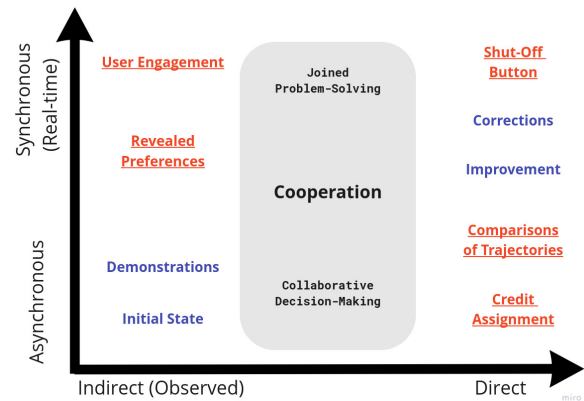 Synchronous
(Real-time)
Asynchronous
User Engagement
Revealed
Preferences
Demonstrations
Initial State
Joined
Problem-Solving
Cooperation
Collaborative
Decision-Making
Shut-Off
Button
Corrections
Improvement
Comparisons
of Trajectories
Credit
Assignment
Indirect (Observed)
Direct
miro